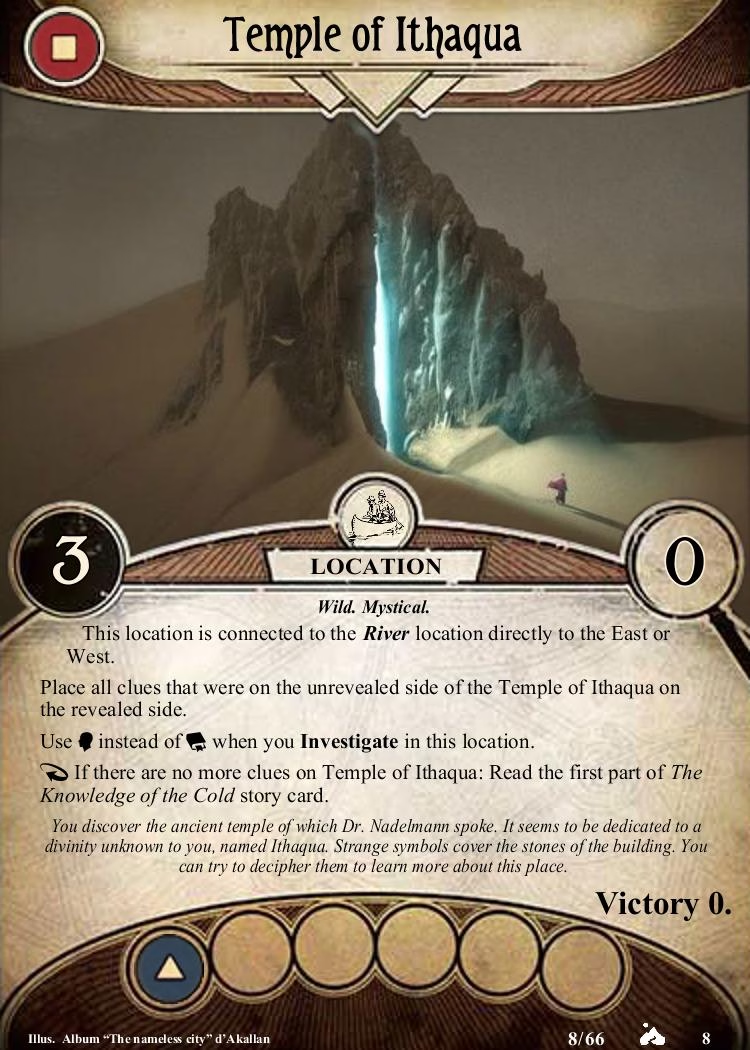 Temple of Ithaqua
3
0
LOCATION
Wild. Mystical.
This location is connected to the River location directly to the East or
West.
Place all clues that were on the unrevealed side of the Temple of Ithaqua on
the revealed side.
Use instead of when you Investigate in this location.
If there are no more clues on Temple of Ithaqua: Read the first part of The
Knowledge of the Cold story card.
You discover the ancient temple of which Dr. Nadelmann spoke. It seems to be dedicated to a
divinity unknown to you, named Ithaqua. Strange symbols cover the stones of the building. You
can try to decipher them to learn more about this place.
Victory 0.
Illus. Album “The nameless city” d’Akallan
8/66
8